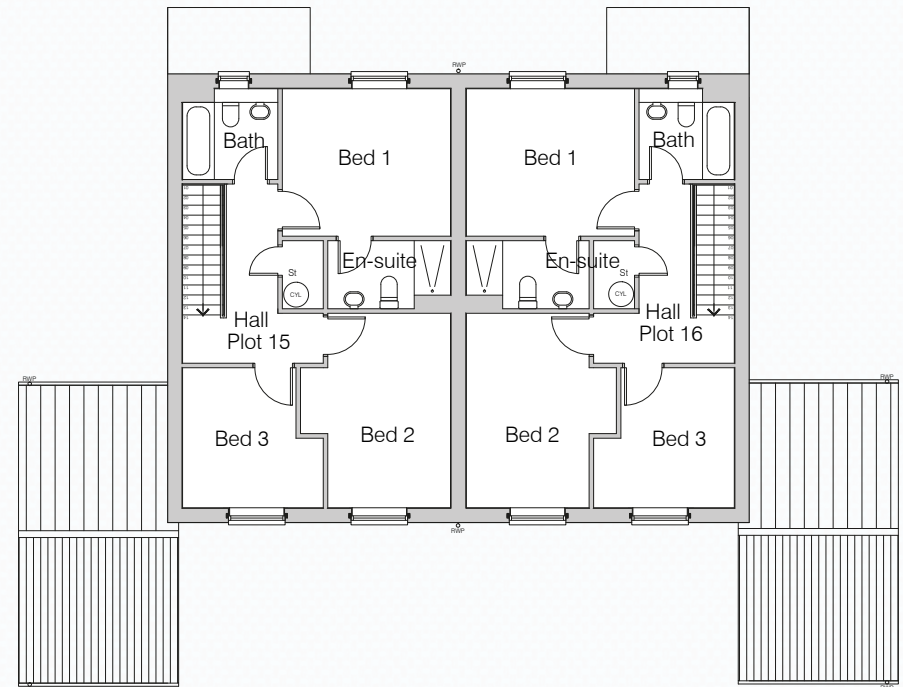 RWP
Bath
Bed 1
Bed 1
Bath
En-suite
En-suite
St
CYL
St
CYL
Hall
Plot 15
Hall
Plot 16
RWP
RWP
Bed 3
Bed 2
Bed 2
Bed 3
RWP
RWP